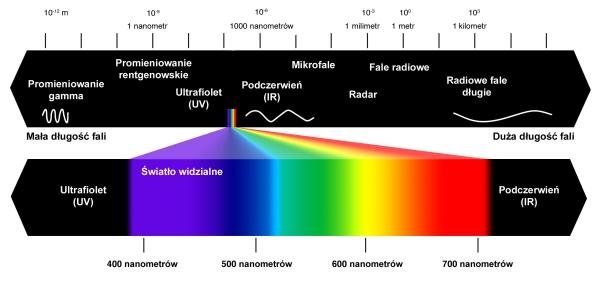 10⁻¹² m
10⁻⁹
1 nanometr
10⁻⁶
1000 nanometrów
10⁻³
1 milimetr
10⁰
1 metr
10³
1 kilometr
Promieniowanie
gamma
Promieniowanie
rentgenowskie
Ultrafiolet
(UV)
Podczerwień
(IR)
Mikrofale
Radar
Fale radiowe
Radiowe fale
długie
Mała długość fali
Duża długość fali
Ultrafiolet
(UV)
Światło widzialne
Podczerwień
(IR)
400 nanometrów
500 nanometrów
600 nanometrów
700 nanometrów